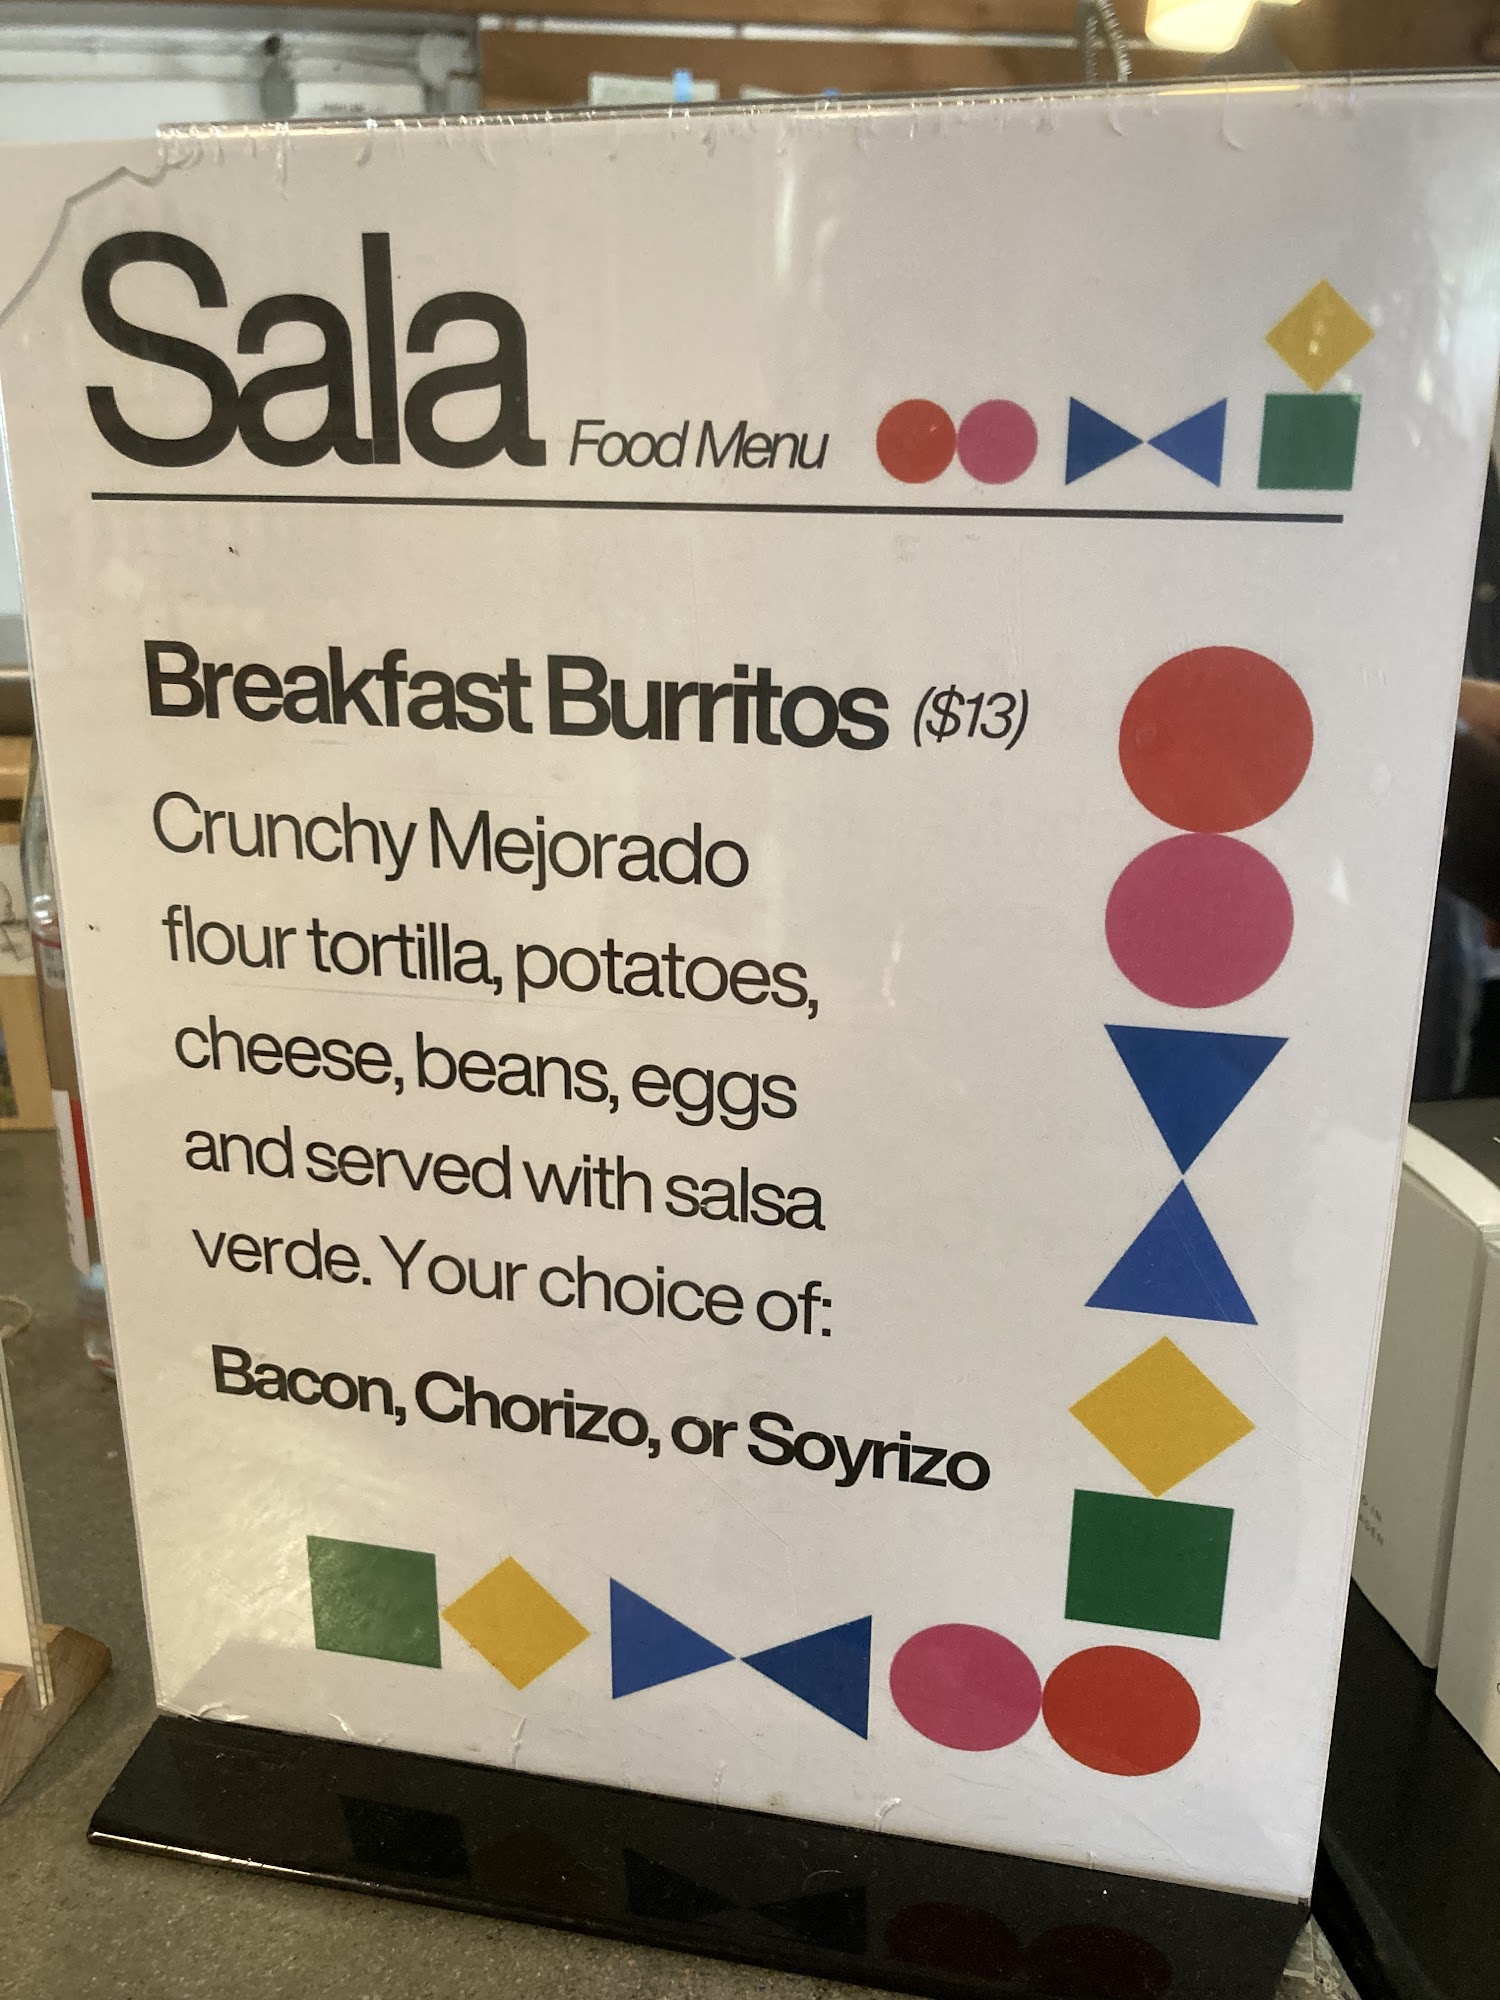 Sala Food Menu
Breakfast Burritos ($13)
Crunchy Mejorado
flour tortilla, potatoes,
cheese, beans, eggs
and served with salsa
verde. Your choice of:
Bacon, Chorizo, or Soyrizo